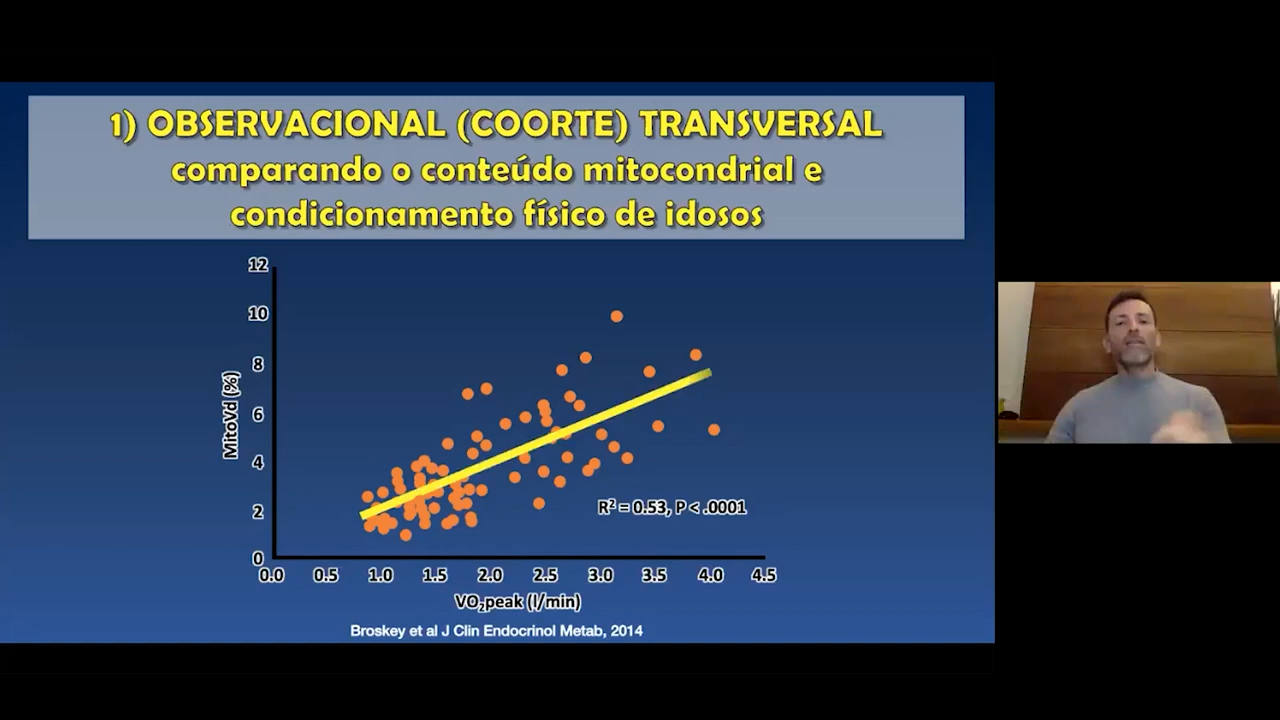 1) OBSERVACIONAL (COORTE) TRANSVERSAL
comparando o conteúdo mitocondrial e
condicionamento físico de idosos
12
10
8
6
4
2
0
MitoVd (%)
R² = 0.53, P < .0001
0.0 0.5 1.0 1.5 2.0 2.5 3.0 3.5 4.0 4.5
VO₂peak (l/min)
Broskey et al J Clin Endocrinol Metab, 2014